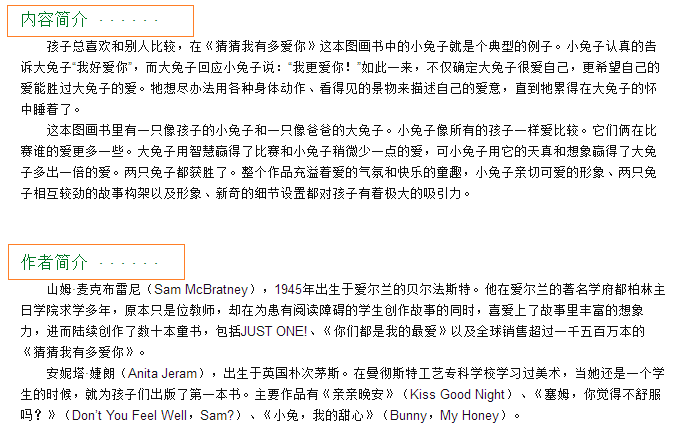 内容简介 · · · · · ·
孩子总喜欢和别人比较，在《猜猜我有多爱你》这本图画书中的小兔子就是个典型的例子。小兔子认真的告
诉大兔子“我好爱你”，而大兔子回应小兔子说：“我更爱你！”如此一来，不仅确定大兔子很爱自己，更希望自己的
爱能胜过大兔子的爱。牠想尽办法用各种身体动作、看得见的景物来描述自己的爱意，直到牠累得在大兔子的怀
中睡着了。
这本图画书里有一只像孩子的小兔子和一只像爸爸的大兔子。小兔子像所有的孩子一样爱比较。它们俩在比
赛谁的爱更多一些。大兔子用智慧赢得了比赛和小兔子稍微少一点的爱，可小兔子用它的天真和想象赢得了大兔
子多出一倍的爱。两只兔子都获胜了。整个作品充溢着爱的气氛和快乐的童趣，小兔子亲切可爱的形象、两只兔
子相互较劲的故事构架以及形象、新奇的细节设置都对孩子有着极大的吸引力。
作者简介 · · · · · ·
山姆·麦克布雷尼（Sam McBratney），1945年出生于爱尔兰的贝尔法斯特。他在爱尔兰的著名学府都柏林主
日学院求学多年，原本只是位教师，却在为患有阅读障碍的学生创作故事的同时，喜爱上了故事里丰富的想象
力，进而陆续创作了数十本童书，包括JUST ONE!、《你们都是我的最爱》以及全球销售超过一千五百万本的
《猜猜我有多爱你》。
安妮塔·婕朗（Anita Jeram），出生于英国朴次茅斯。在曼彻斯特工艺专科学校学习过美术，当她还是一个学
生的时候，就为孩子们出版了第一本书。主要作品有《亲亲晚安》（Kiss Good Night）、《塞姆，你觉得不舒服
吗？》（Don't You Feel Well，Sam?）、《小兔，我的甜心》（Bunny，My Honey）。